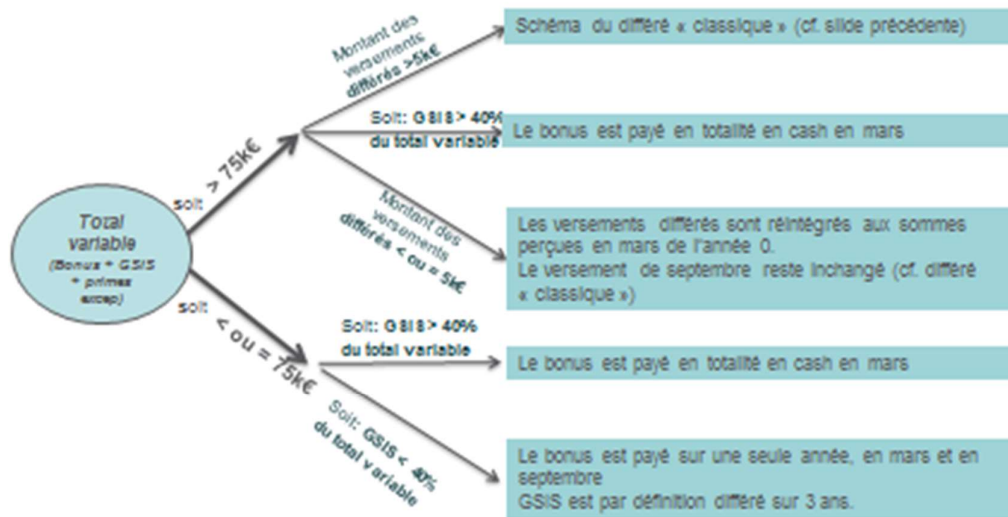 Total
variable
(Bonus + GSIS
+ primes
excep)
soit
> 75k€
Montant des
versements
différés >5k€
Schéma du différé « classique » (cf. slide précédente)
Soit: GSIS > 40%
du total variable
Le bonus est payé en totalité en cash en mars
Montant des
versements
différés < ou = 5k€
Les versements différés sont réintégrés aux sommes
perçues en mars de l'année 0.
Le versement de septembre reste inchangé (cf. différé
« classique »)
soit
< ou = 75k€
Soit: GSIS > 40%
du total variable
Le bonus est payé en totalité en cash en mars
Soit: GSIS < 40%
du total variable
Le bonus est payé sur une seule année, en mars et en
septembre
GSIS est par définition différé sur 3 ans.